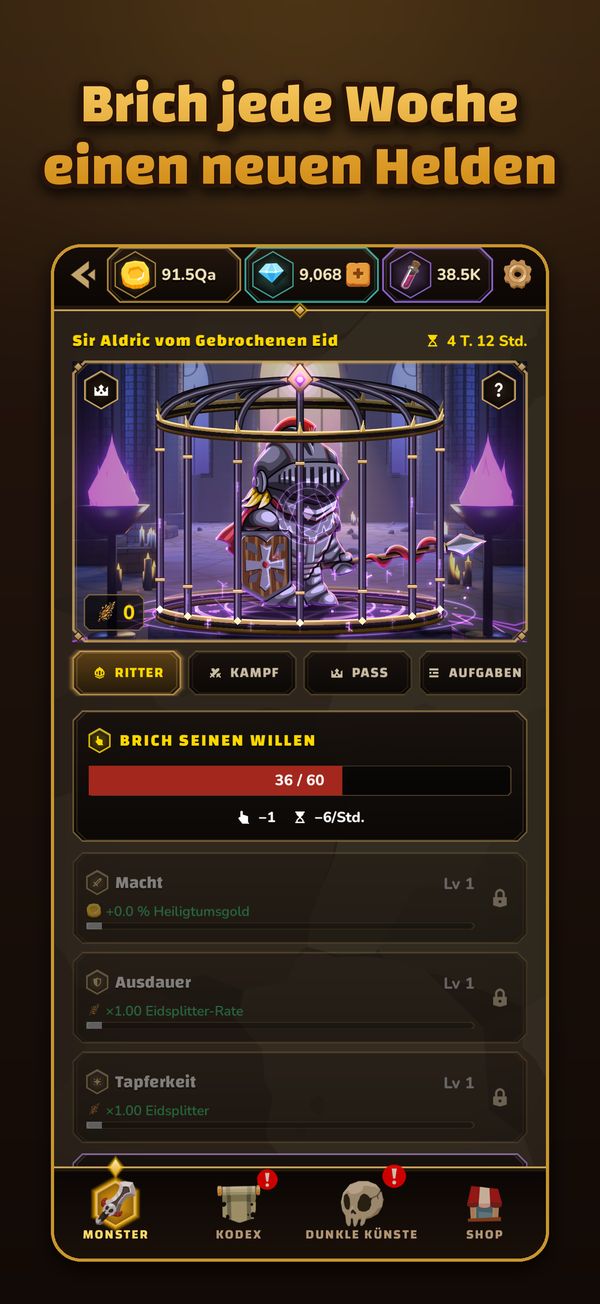 Brich jede Woche
einen neuen Helden
91.5Qa
9,068
38.5K
Sir Aldric vom Gebrochenen Eid
4 T. 12 Std.
?
0
RITTER
KAMPF
PASS
AUFGABEN
BRICH SEINEN WILLEN
36 / 60
−1
−6/Std.
Macht
Lv 1
+0.0 % Heiligtumsgold
Ausdauer
Lv 1
×1.00 Eidsplitter-Rate
Tapferkeit
Lv 1
×1.00 Eidsplitter
!
!
MONSTER
KODEX
DUNKLE KÜNSTE
SHOP